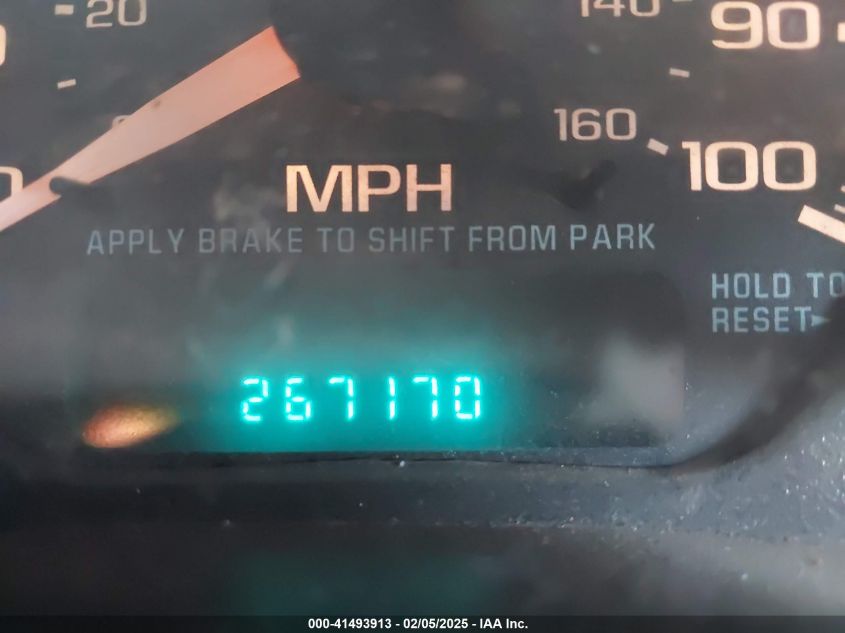 20
140
90
160
100
MPH
APPLY BRAKE TO SHIFT FROM PARK
HOLD TO
RESET
267170
000-41493913 - 02/05/2025 - IAA Inc.